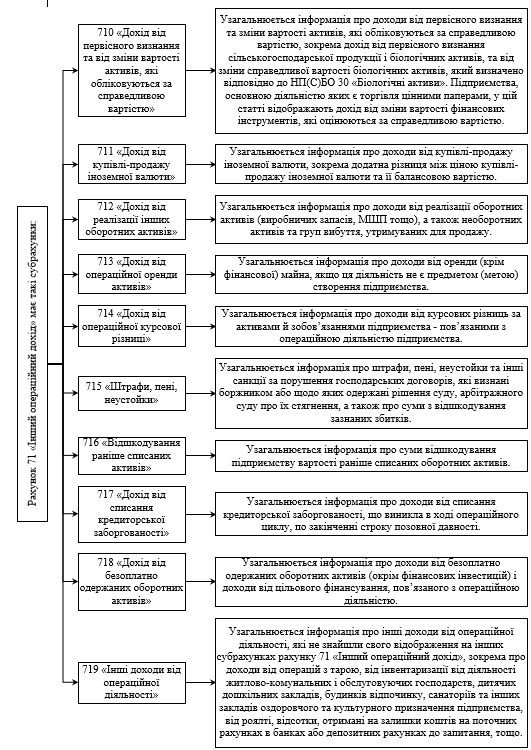 Рахунок 71 «Інший операційний дохід» має такі субрахунки:
710 «Дохід від
первісного визнання
та від зміни вартості
активів, які
обліковуються за
справедливою
вартістю»
Узагальнюється інформація про доходи від первісного визнання
та зміни вартості активів, які обліковуються за справедливою
вартістю, зокрема дохід від первісного визнання
сільськогосподарської продукції і біологічних активів, та від
зміни справедливої вартості біологічних активів, який визначено
відповідно до НП(С)БО 30 «Біологічні активи». Підприємства,
основною діяльністю яких є торгівля цінними паперами, у цій
статті відображають дохід від зміни вартості фінансових
інструментів, які оцінюються за справедливою вартістю.
711 «Дохід від
купівлі-продажу
іноземної валюти»
Узагальнюється інформація про доходи від купівлі-продажу
іноземної валюти, зокрема додатна різниця між ціною купівлі-
продажу іноземної валюти та її балансовою вартістю.
712 «Дохід від
реалізації інших
оборотних активів»
Узагальнюється інформація про доходи від реалізації оборотних
активів (виробничих запасів, МШП тощо), а також необоротних
активів та груп вибуття, утримуваних для продажу.
713 «Дохід від
операційної оренди
активів»
Узагальнюється інформація про доходи від оренди (крім
фінансової) майна, якщо ця діяльність не є предметом (метою)
створення підприємства.
714 «Дохід від
операційної курсової
різниці»
Узагальнюється інформація про доходи від курсових різниць за
активами й зобов’язаннями підприємства - пов’язаними з
операційною діяльністю підприємства.
715 «Штрафи, пені,
неустойки»
Узагальнюється інформація про штрафи, пені, неустойки та інші
санкції за порушення господарських договорів, які визнані
боржником або щодо яких одержані рішення суду, арбітражного
суду про їх стягнення, а також про суми з відшкодування
зазнаних збитків.
716 «Відшкодування
раніше списаних
активів»
Узагальнюється інформація про суми відшкодування
підприємству вартості раніше списаних оборотних активів.
717 «Дохід від
списання
кредиторської
заборгованості»
Узагальнюється інформація про доходи від списання
кредиторської заборгованості, що виникла в ході операційного
циклу, по закінченні строку позовної давності.
718 «Дохід від
безоплатно
одержаних оборотних
активів»
Узагальнюється інформація про доходи від безоплатно
одержаних оборотних активів (окрім фінансових інвестицій) і
доходи від цільового фінансування, пов’язаного з операційною
діяльністю.
719 «Інші доходи від
операційної
діяльності»
Узагальнюється інформація про інші доходи від операційної
діяльності, які не знайшли свого відображення на інших
субрахунках рахунку 71 «Інший операційний дохід», зокрема про
доходи від операцій з тарою, від інвентаризації від діяльності
житлово-комунальних і обслуговуючих господарств, дитячих
дошкільних закладів, будинків відпочинку, санаторіїв та інших
закладів оздоровчого та культурного призначення підприємства,
від роялті, відсотки, отримані на залишки коштів на поточних
рахунках в банках або депозитних рахунках до запитання, тощо.